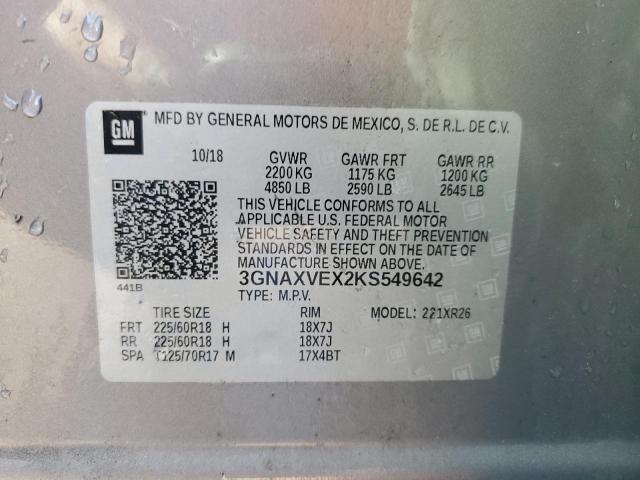 GM
MFD BY GENERAL MOTORS DE MEXICO, S. DE R.L. DE C.V.
10/18 GVWR GAWR FRT GAWR RR
2200 KG 1175 KG 1200 KG
4850 LB 2590 LB 2645 LB
THIS VEHICLE CONFORMS TO ALL
APPLICABLE U.S. FEDERAL MOTOR
VEHICLE SAFETY AND THEFT PREVENTION
STANDARDS IN EFFECT ON THE DATE OF
MANUFACTURE SHOWN ABOVE.
441B
3GNAXVEX2KS549642
TYPE: M.P.V. MODEL: 221XR26
TIRE SIZE RIM
FRT 225/60R18 H 18X7J
RR 225/60R18 H 18X7J
SPA T125/70R17 M 17X4BT